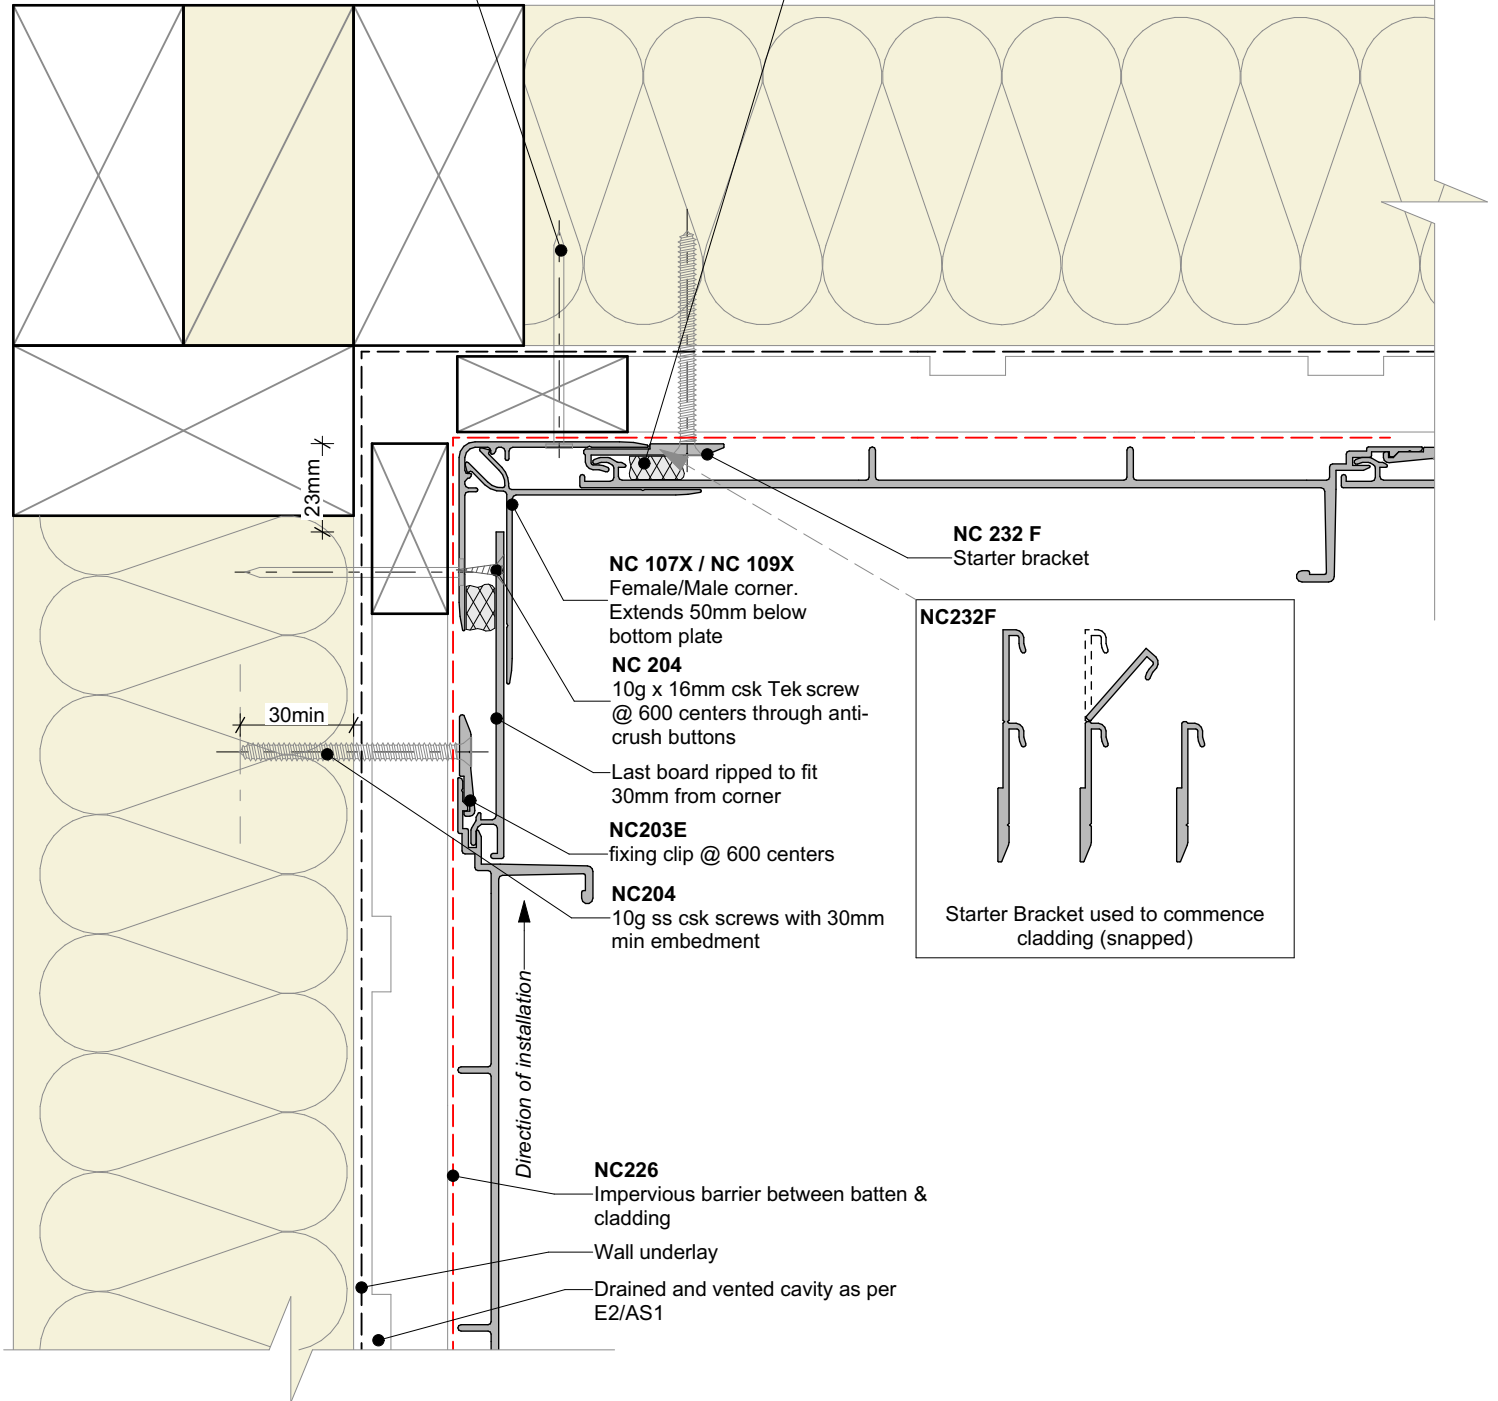 23mm
30min
NC 232 F
Starter bracket
NC 107X / NC 109X
Female/Male corner.
Extends 50mm below
bottom plate
NC 204
10g x 16mm csk Tek screw
@ 600 centers through anti-
crush buttons
Last board ripped to fit
30mm from corner
NC203E
fixing clip @ 600 centers
NC204
10g ss csk screws with 30mm
min embedment
NC232F
Starter Bracket used to commence
cladding (snapped)
Direction of installation
NC226
Impervious barrier between batten &
cladding
Wall underlay
Drained and vented cavity as per
E2/AS1